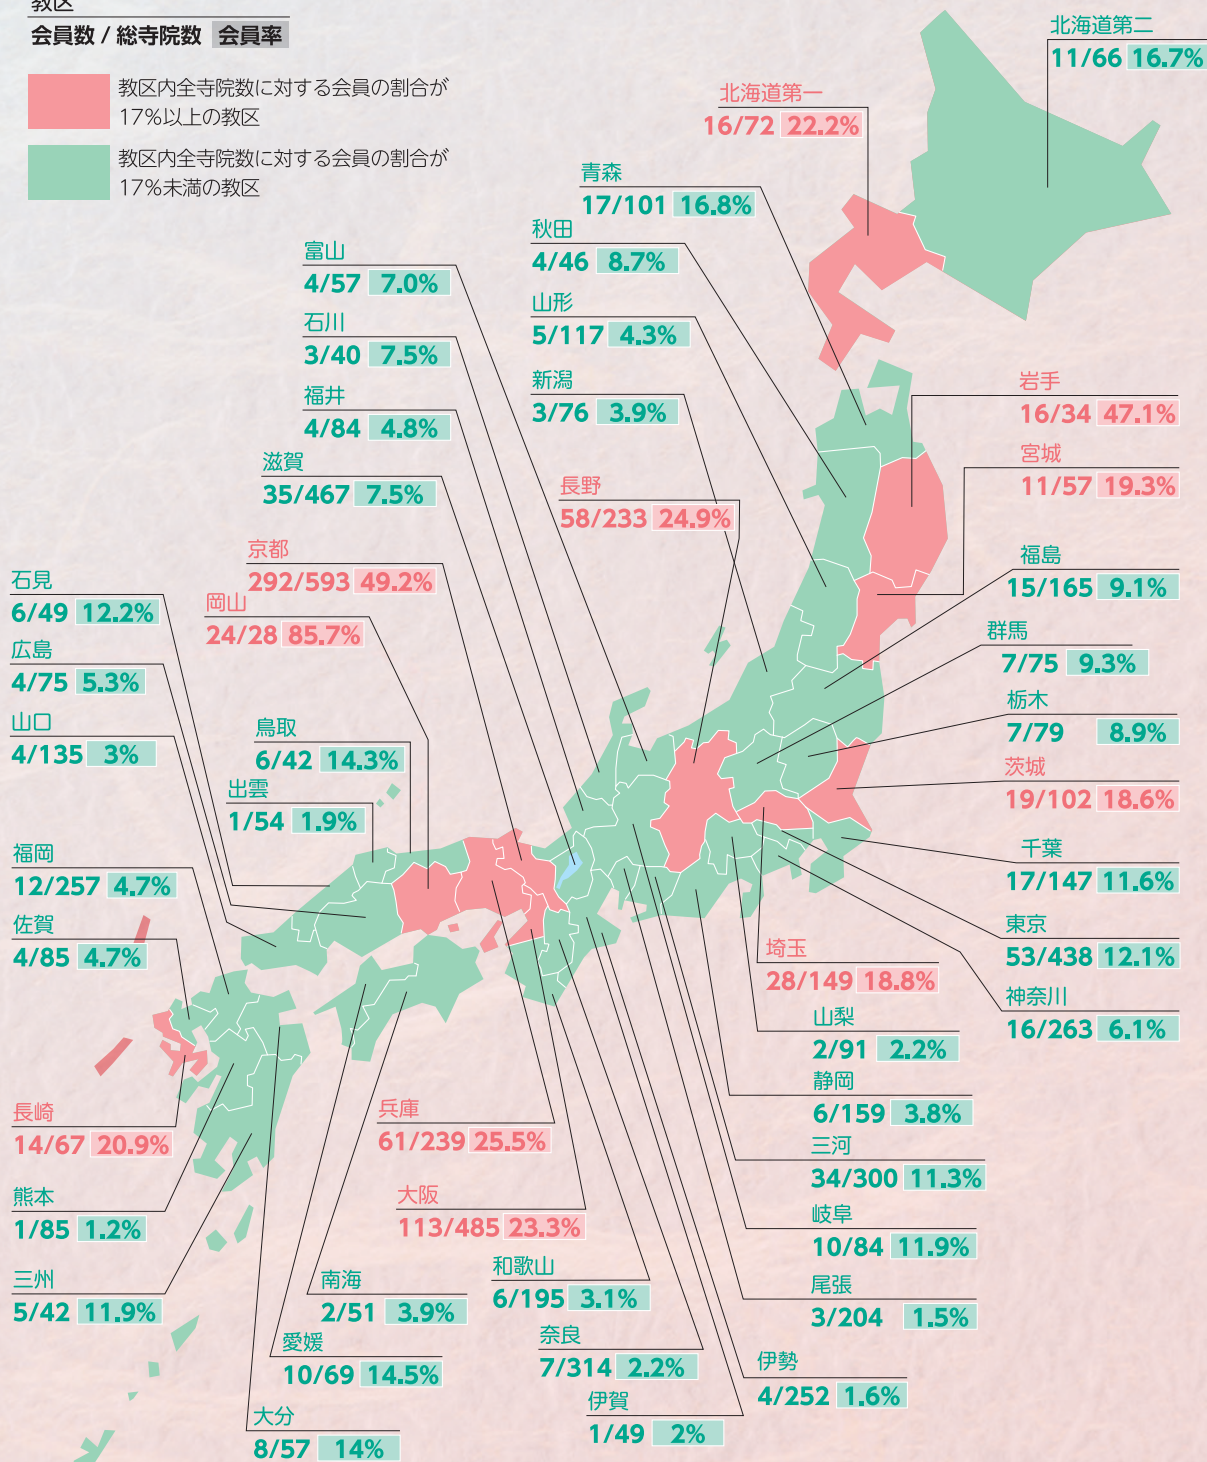 教区
会員数 / 総寺院数 会員率
教区内全寺院数に対する会員の割合が
17%以上の教区
教区内全寺院数に対する会員の割合が
17%未満の教区
北海道第二
11/66 16.7%
北海道第一
16/72 22.2%
青森
17/101 16.8%
秋田
4/46 8.7%
山形
5/117 4.3%
新潟
3/76 3.9%
富山
4/57 7.0%
石川
3/40 7.5%
福井
4/84 4.8%
滋賀
35/467 7.5%
長野
58/233 24.9%
岩手
16/34 47.1%
宮城
11/57 19.3%
福島
15/165 9.1%
群馬
7/75 9.3%
栃木
7/79 8.9%
茨城
19/102 18.6%
千葉
17/147 11.6%
東京
53/438 12.1%
神奈川
16/263 6.1%
京都
292/593 49.2%
岡山
24/28 85.7%
石見
6/49 12.2%
広島
4/75 5.3%
山口
4/135 3%
鳥取
6/42 14.3%
出雲
1/54 1.9%
福岡
12/257 4.7%
佐賀
4/85 4.7%
長崎
14/67 20.9%
熊本
1/85 1.2%
三州
5/42 11.9%
埼玉
28/149 18.8%
山梨
2/91 2.2%
静岡
6/159 3.8%
三河
34/300 11.3%
岐阜
10/84 11.9%
尾張
3/204 1.5%
伊勢
4/252 1.6%
兵庫
61/239 25.5%
大阪
113/485 23.3%
和歌山
6/195 3.1%
奈良
7/314 2.2%
伊賀
1/49 2%
南海
2/51 3.9%
愛媛
10/69 14.5%
大分
8/57 14%